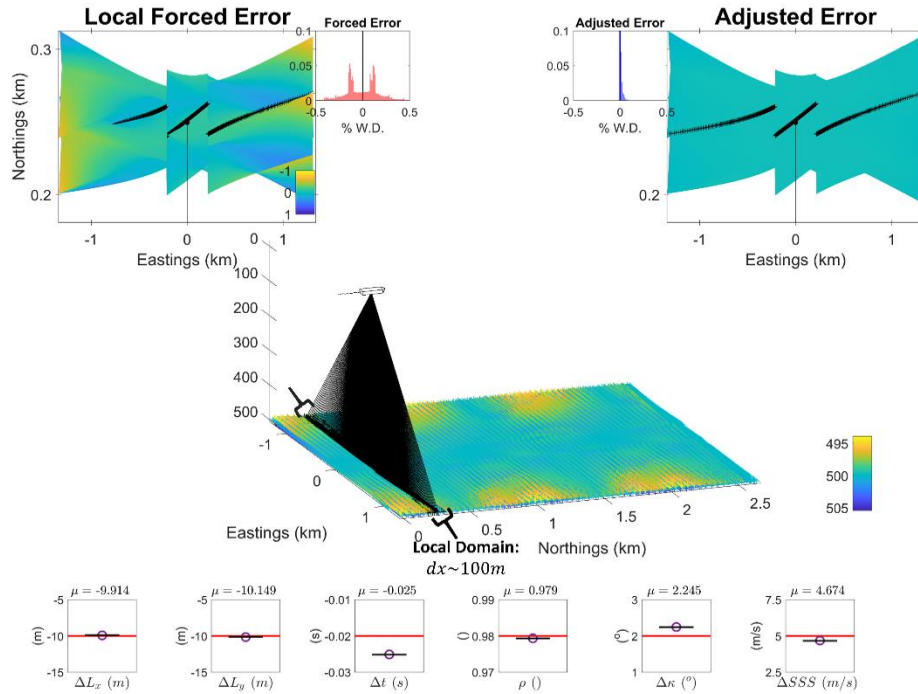 Local Forced Error
Forced Error
Adjusted Error
Adjusted Error
0.3
0.2
Northings (km)
-1
0
1
-1
0
1
Eastings (km)
0.1
0.05
0
-0.5
0
0.5
% W.D.
0.1
0.05
0
-0.5
0
0.5
% W.D.
0.3
0.2
-1
0
1
Eastings (km)
0
100
200
300
400
500
-1
0
1
Eastings (km)
0
0.5
1
1.5
2
2.5
Northings (km)
495
500
505
Local Domain:
dx~100m
μ = -9.914
-5
-10
-15
(m)
ΔLx (m)
μ = -10.149
-5
-10
-15
(m)
ΔLy (m)
μ = -0.025
-0.01
-0.02
-0.03
(s)
Δt (s)
μ = 0.979
0.99
0.98
0.97
()
ρ ()
μ = 2.245
3
2
1
(°)
Δκ (°)
μ = 4.674
7.5
5
2.5
(m/s)
ΔSSS (m/s)